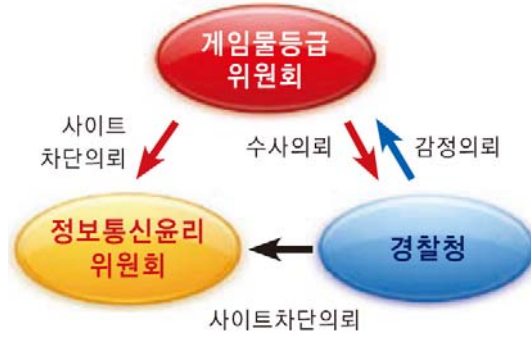 게임물등급
위원회
사이트
차단의뢰
수사의뢰
감정의뢰
정보통신윤리
위원회
경찰청
사이트차단의뢰